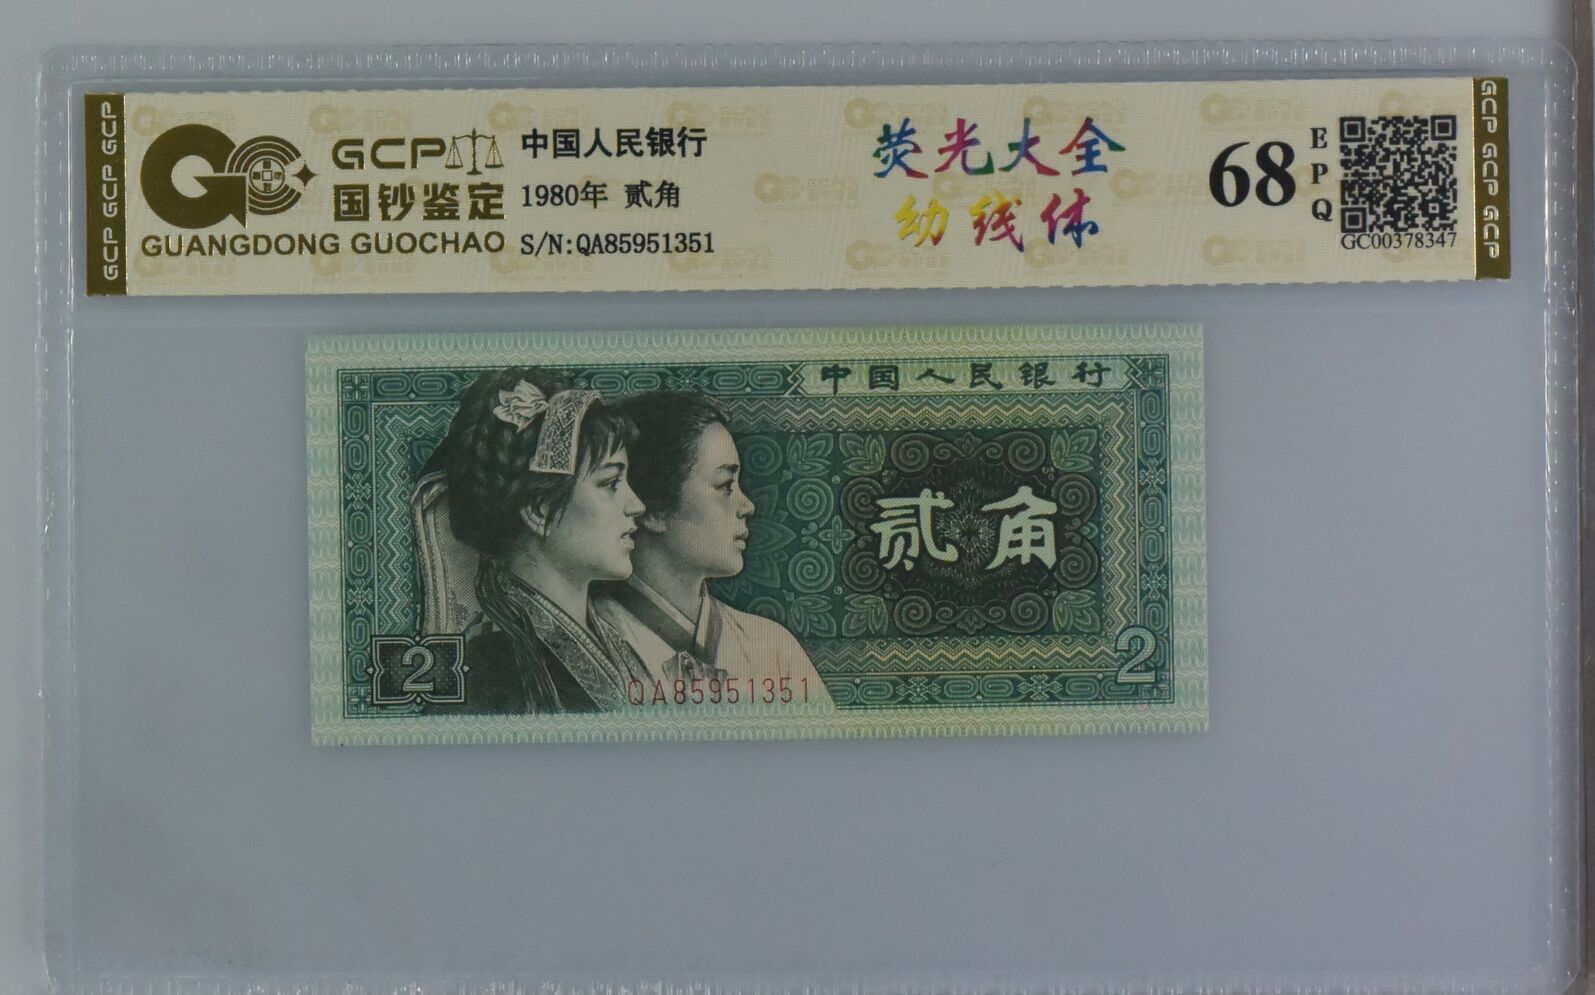 GCP GCP GCP
GCP
国钞鉴定
GUANGDONG GUOCHAO
中国人民银行
1980年 贰角
S/N:QA85951351
荧光大全
幼线体
68
EPQ
GC00378347
GCP GCP GCP
中国人民银行
贰角
2
2
QA85951351